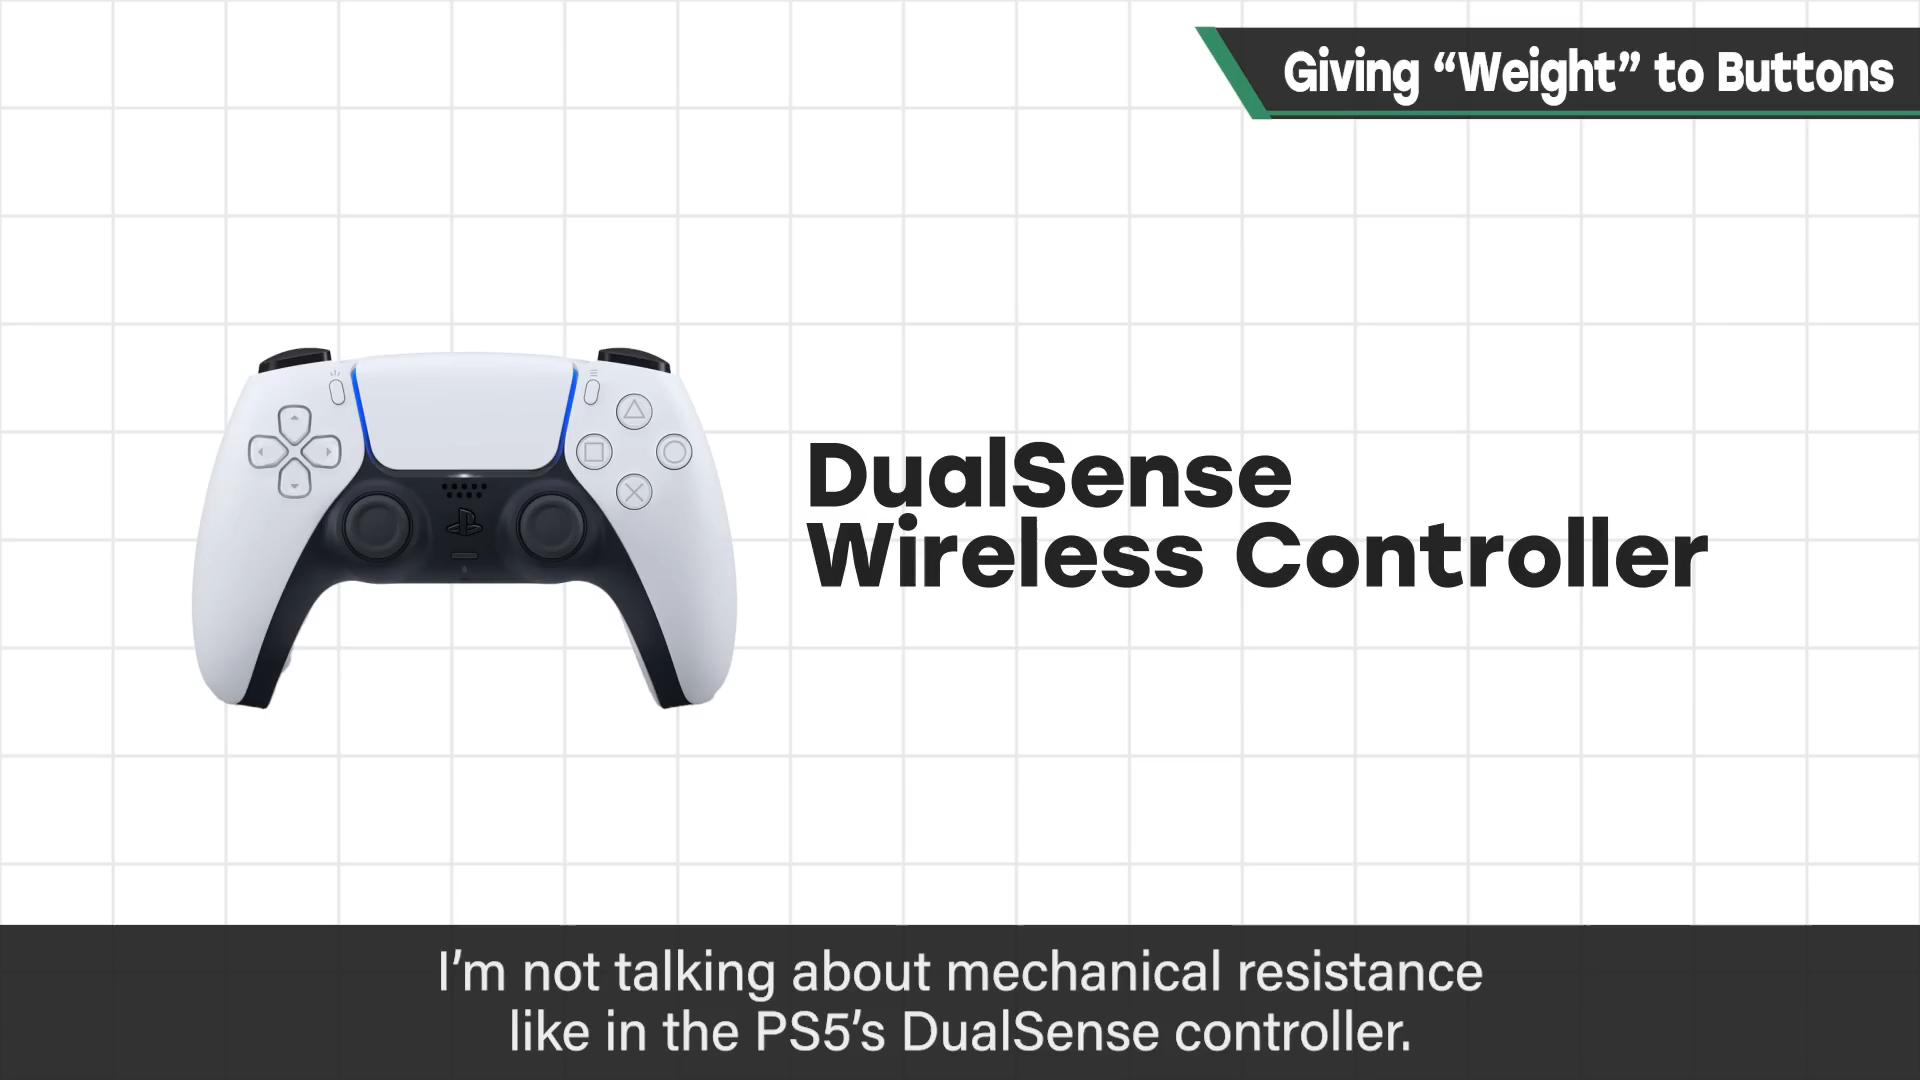 Giving “Weight” to Buttons
DualSense
Wireless Controller
I’m not talking about mechanical resistance
like in the PS5’s DualSense controller.